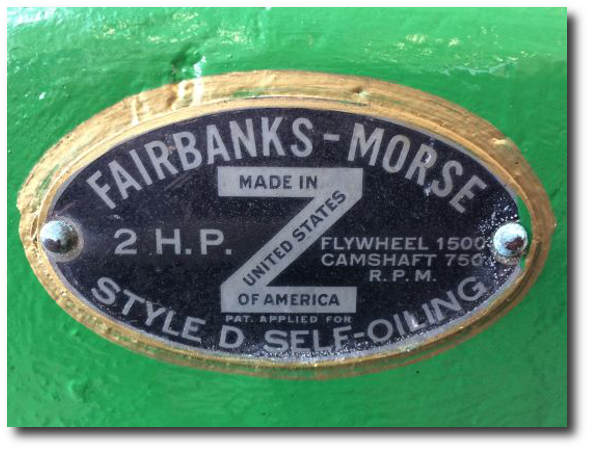 FAIRBANKS-MORSE
MADE IN
UNITED STATES
OF AMERICA
2 H.P.
FLYWHEEL 1500
CAMSHAFT 750
R.P.M.
PAT. APPLIED FOR
STYLE D SELF-OILING